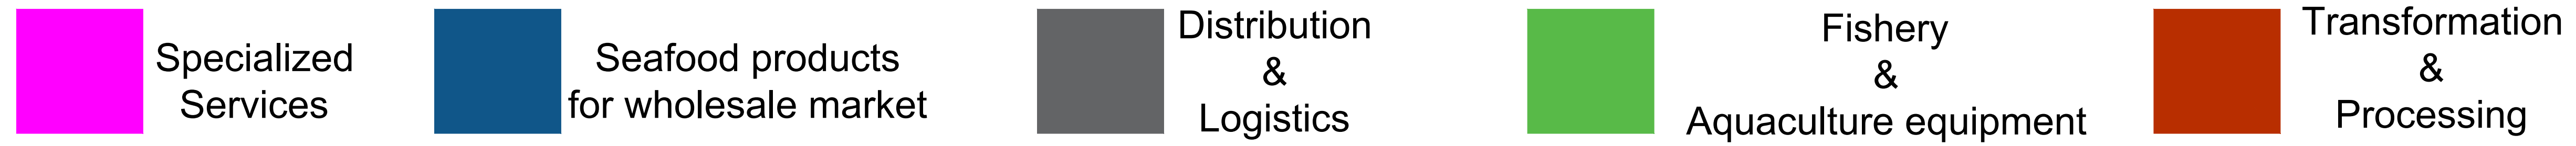 Specialized
Services
Seafood products
for wholesale market
Distribution
&
Logistics
Fishery
&
Aquaculture equipment
Transformation
&
Processing